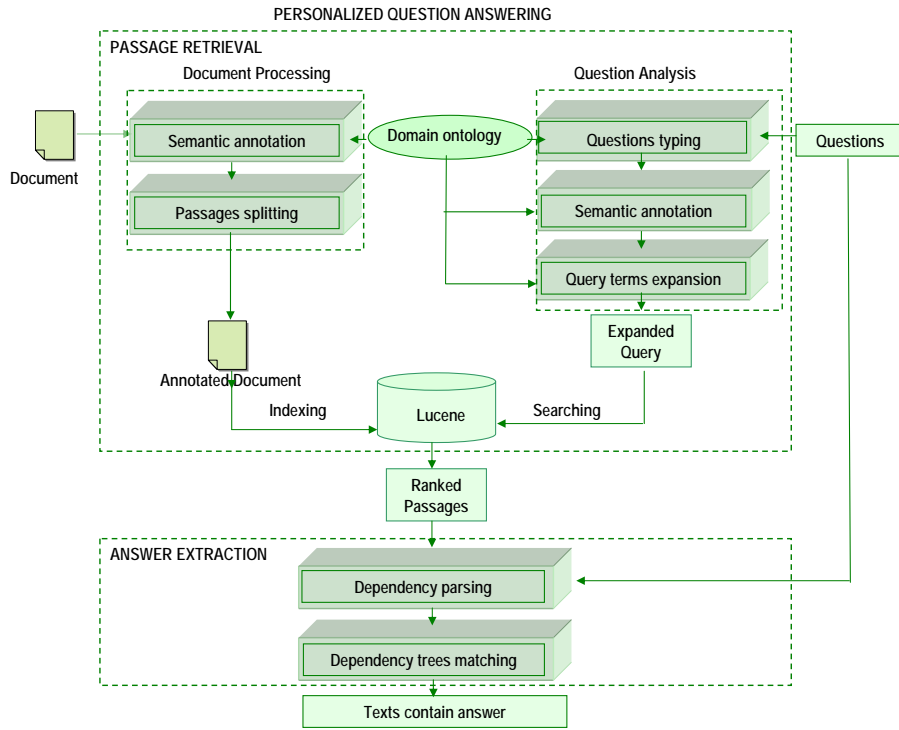 PERSONALIZED QUESTION ANSWERING
PASSAGE RETRIEVAL
Document Processing
Question Analysis
Semantic annotation
Domain ontology
Questions typing
Questions
Document
Passages splitting
Semantic annotation
Query terms expansion
Expanded
Query
Annotated Document
Indexing
Lucene
Searching
Ranked
Passages
ANSWER EXTRACTION
Dependency parsing
Dependency trees matching
Texts contain answer